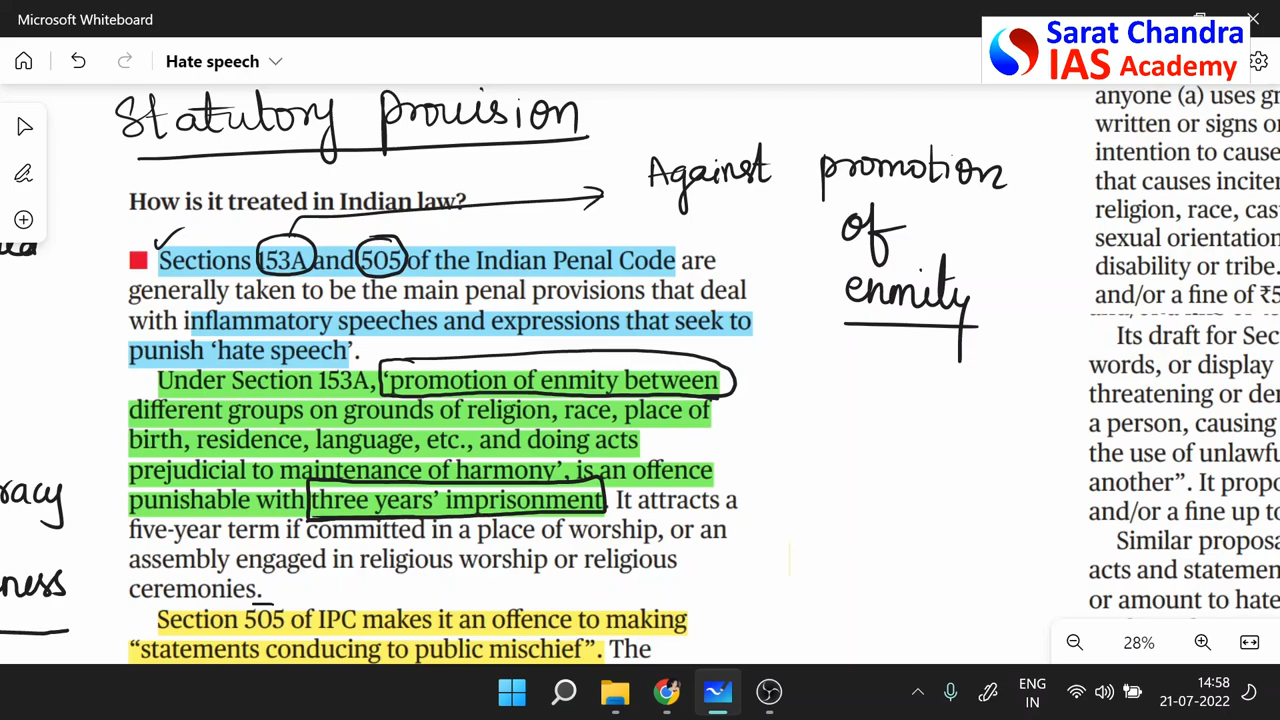 Microsoft Whiteboard
Sarat Chandra
IAS Academy
Hate speech
Statutory provision
Against promotion
of
enmity
How is it treated in Indian law?
Sections 153A and 505 of the Indian Penal Code are
generally taken to be the main penal provisions that deal
with inflammatory speeches and expressions that seek to
punish ‘hate speech’.
Under Section 153A, ‘promotion of enmity between
different groups on grounds of religion, race, place of
birth, residence, language, etc., and doing acts
prejudicial to maintenance of harmony’, is an offence
punishable with three years’ imprisonment. It attracts a
five-year term if committed in a place of worship, or an
assembly engaged in religious worship or religious
ceremonies.
Section 505 of IPC makes it an offence to making
“statements conducing to public mischief”. The
racy
ness
anyone (a) uses gr
written or signs or
intention to cause
that causes inciter
religion, race, cas
sexual orientation
disability or tribe.
and/or a fine of ₹5
Its draft for Sec
words, or display
threatening or der
a person, causing
the use of unlawfu
another”. It propo
and/or a fine up to
Similar proposa
acts and stateme
or amount to hate
28%
ENG
IN
14:58
21-07-2022